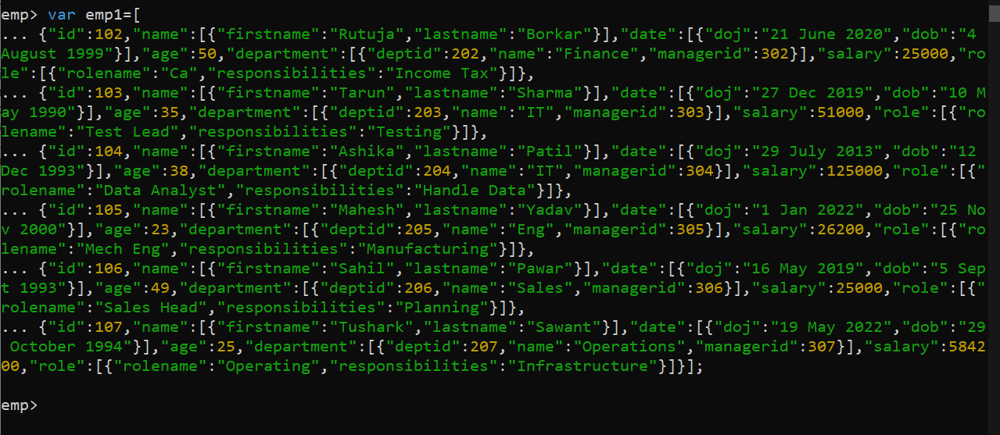 emp> var emp1=[
... {"id":102,"name":[{"firstname":"Rutuja","lastname":"Borkar"}],"date":[{"doj":"21 June 2020","dob":"4
August 1999"}],"age":50,"department":[{"deptid":202,"name":"Finance","managerid":302}],"salary":25000,"ro
le":[{"rolename":"Ca","responsibilities":"Income Tax"}]},
... {"id":103,"name":[{"firstname":"Tarun","lastname":"Sharma"}],"date":[{"doj":"27 Dec 2019","dob":"10 M
ay 1990"}],"age":35,"department":[{"deptid":203,"name":"IT","managerid":303}],"salary":51000,"role":[{"ro
lename":"Test Lead","responsibilities":"Testing"}]},
... {"id":104,"name":[{"firstname":"Ashika","lastname":"Patil"}],"date":[{"doj":"29 July 2013","dob":"12
Dec 1993"}],"age":38,"department":[{"deptid":204,"name":"IT","managerid":304}],"salary":125000,"role":[{"
rolename":"Data Analyst","responsibilities":"Handle Data"}]},
... {"id":105,"name":[{"firstname":"Mahesh","lastname":"Yadav"}],"date":[{"doj":"1 Jan 2022","dob":"25 No
v 2000"}],"age":23,"department":[{"deptid":205,"name":"Eng","managerid":305}],"salary":26200,"role":[{"ro
lename":"Mech Eng","responsibilities":"Manufacturing"}]},
... {"id":106,"name":[{"firstname":"Sahil","lastname":"Pawar"}],"date":[{"doj":"16 May 2019","dob":"5 Sep
t 1993"}],"age":49,"department":[{"deptid":206,"name":"Sales","managerid":306}],"salary":25000,"role":[{"
rolename":"Sales Head","responsibilities":"Planning"}]},
... {"id":107,"name":[{"firstname":"Tushark","lastname":"Sawant"}],"date":[{"doj":"19 May 2022","dob":"29
 October 1994"}],"age":25,"department":[{"deptid":207,"name":"Operations","managerid":307}],"salary":5842
00,"role":[{"rolename":"Operating","responsibilities":"Infrastructure"}]}];
emp>